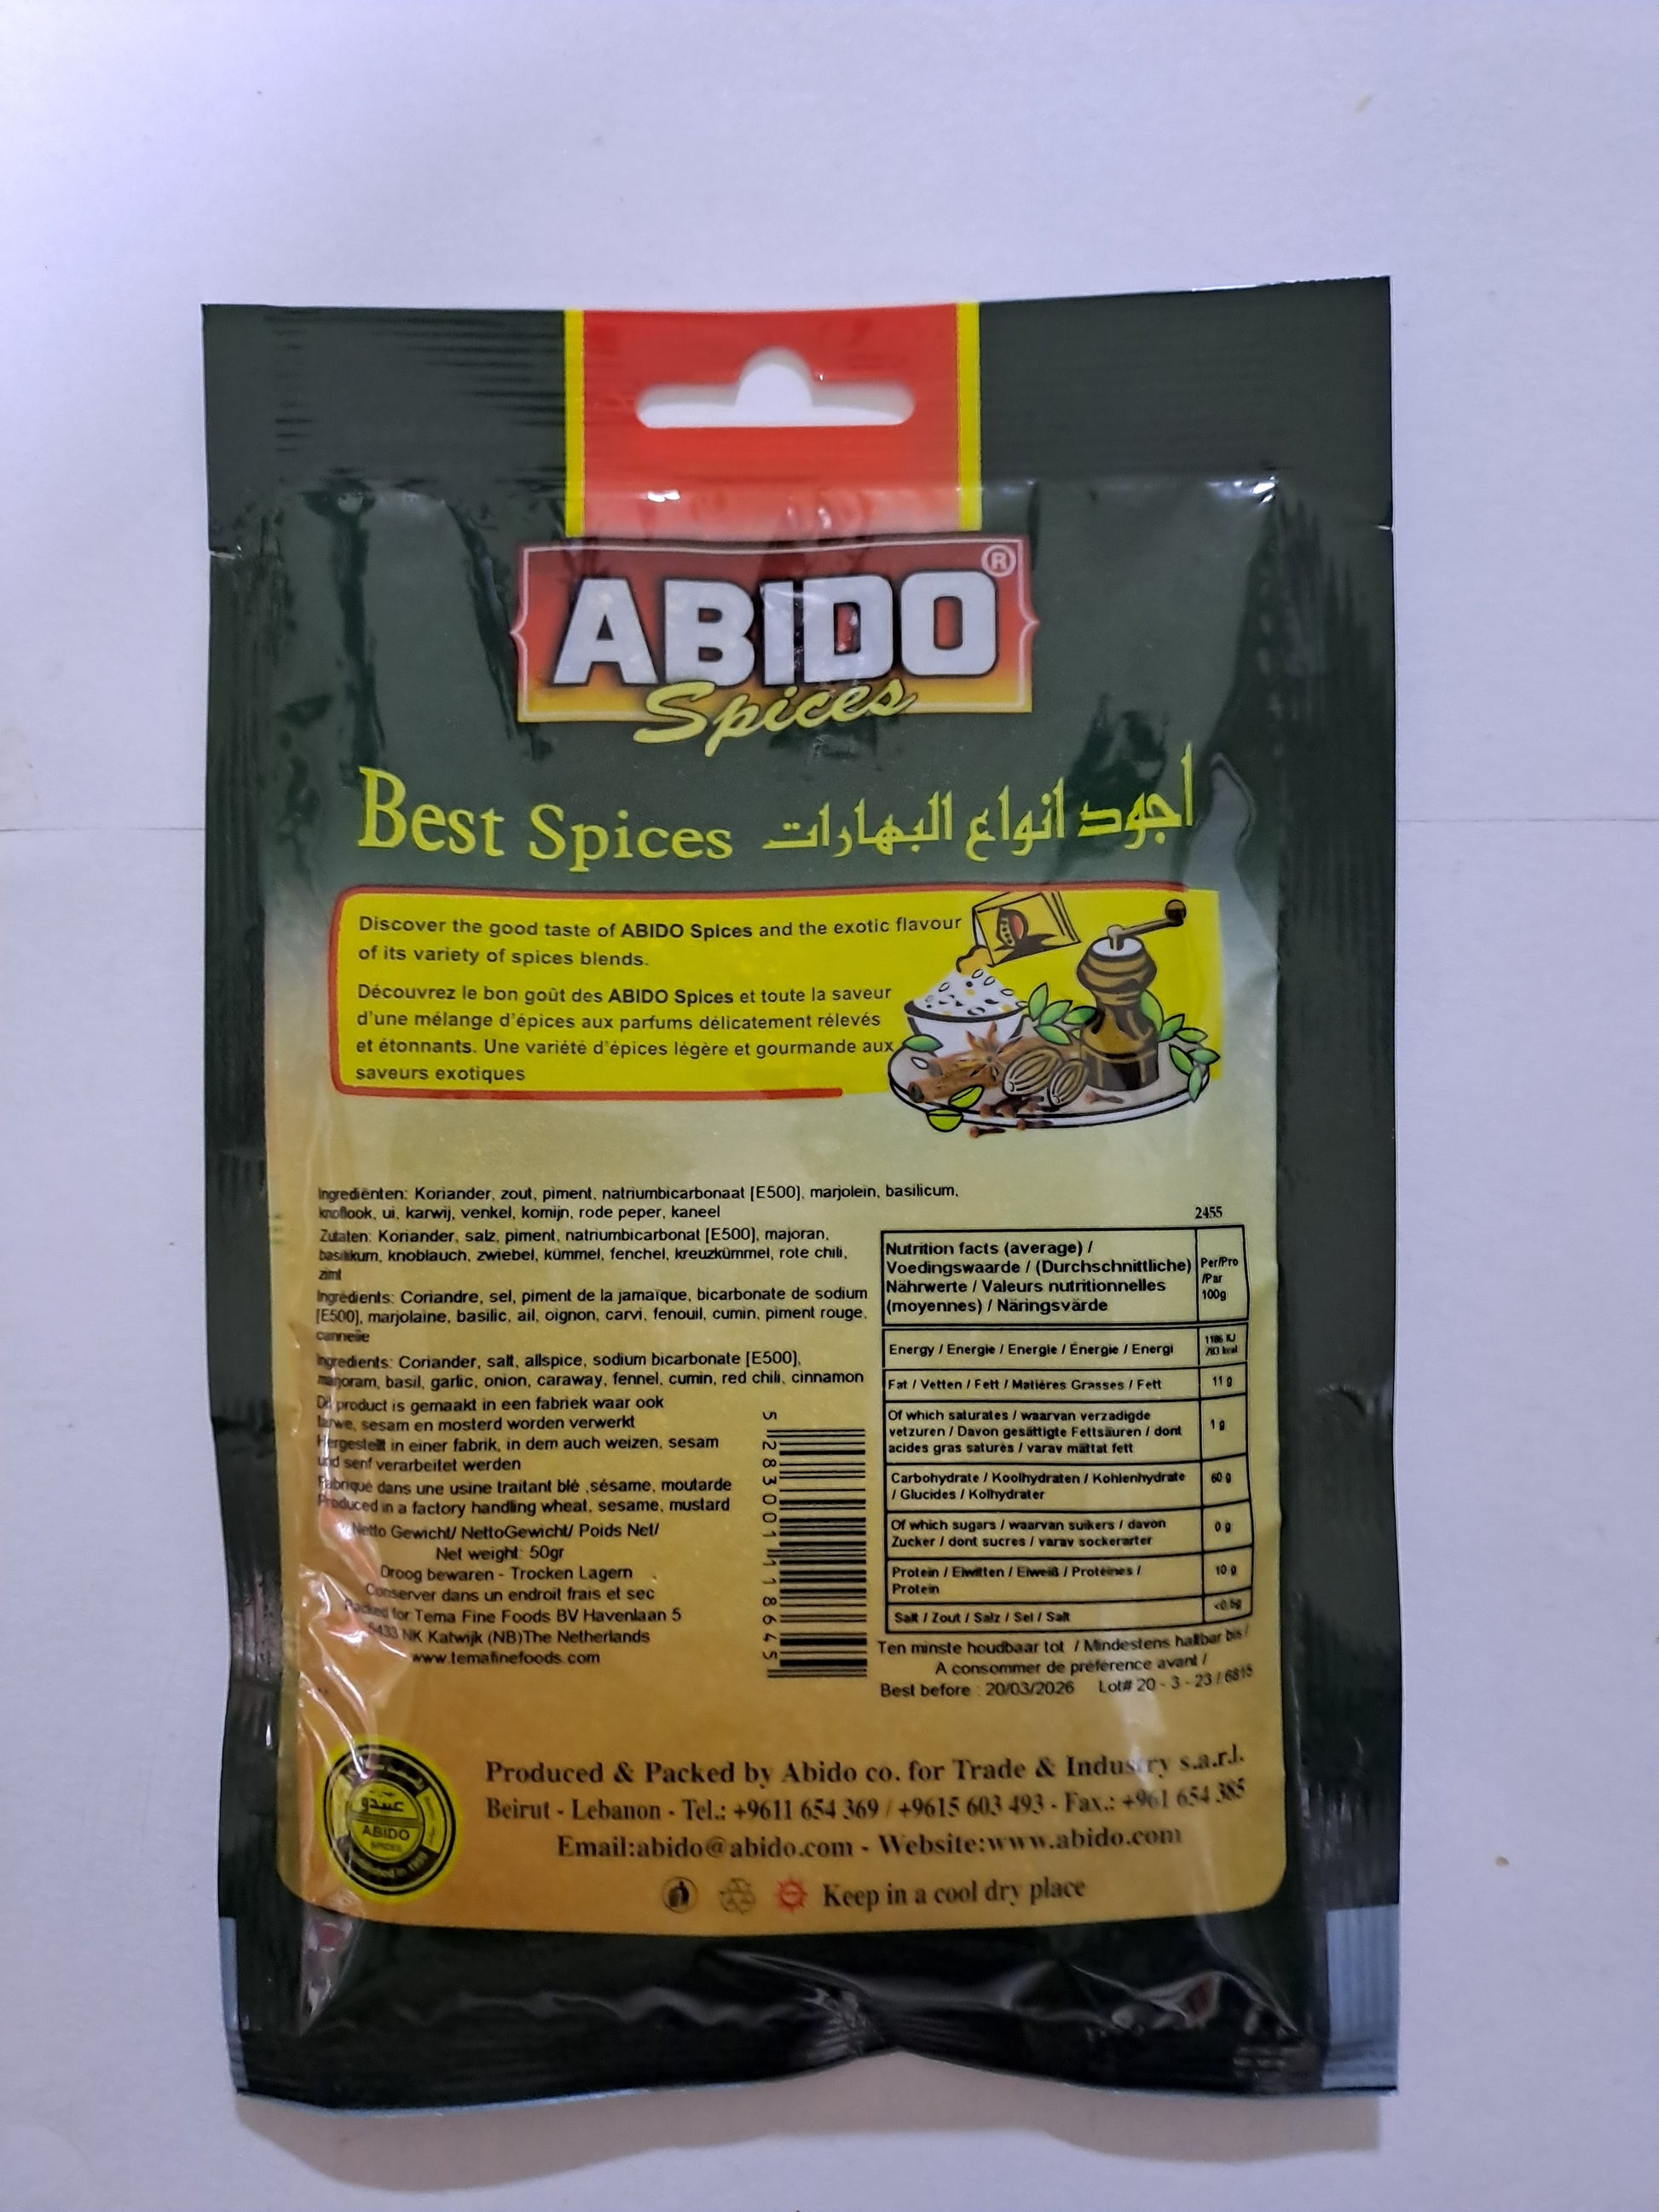 ABIDO®
Spices
Best Spices اجود انواع البهارات
Discover the good taste of ABIDO Spices and the exotic flavour
of its variety of spices blends.
Découvrez le bon goût des ABIDO Spices et toute la saveur
d'une mélange d'épices aux parfums délicatement rélevés
et étonnants. Une variété d'épices légère et gourmande aux
saveurs exotiques
Ingrediënten: Koriander, zout, piment, natriumbicarbonaat [E500], marjolein, basilicum,
knoflook, ui, karwij, venkel, komijn, rode peper, kaneel
Zutaten: Koriander, salz, piment, natriumbicarbonat [E500], majoran,
basilikum, knoblauch, zwiebel, kümmel, fenchel, kreuzkümmel, rote chili,
zimt
Ingrédients: Coriandre, sel, piment de la jamaïque, bicarbonate de sodium
[E500], marjolaine, basilic, ail, oignon, carvi, fenouil, cumin, piment rouge,
cannelle
Ingredients: Coriander, salt, allspice, sodium bicarbonate [E500],
marjoram, basil, garlic, onion, caraway, fennel, cumin, red chili, cinnamon
Dit product is gemaakt in een fabriek waar ook
tarwe, sesam en mosterd worden verwerkt
Hergestellt in einer fabrik, in dem auch weizen, sesam
und senf verarbeitet werden
Fabriqué dans une usine traitant blé ,sésame, moutarde
Produced in a factory handling wheat, sesame, mustard
Netto Gewicht/ NettoGewicht/ Poids Net/
Net weight: 50gr
Droog bewaren - Trocken Lagern
Conserver dans un endroit frais et sec
Packed for Tema Fine Foods BV Havenlaan 5
5433 NK Katwijk (NB)The Netherlands
www.temafinefoods.com
5283001118645
2455
Nutrition facts (average) /
Voedingswaarde / (Durchschnittliche)
Nährwerte / Valeurs nutritionnelles
(moyennes) / Näringsvärde
Per/Pro
/Par
100g
Energy / Energie / Energie / Énergie / Energi
1186 KJ
283 kcal
Fat / Vetten / Fett / Matières Grasses / Fett 11 g
Of which saturates / waarvan verzadigde
vetzuren / Davon gesättigte Fettsäuren / dont 1 g
acides gras saturés / varav mättat fett
Carbohydrate / Koolhydraten / Kohlenhydrate 60 g
/ Glucides / Kolhydrater
Of which sugars / waarvan suikers / davon 0 g
Zucker / dont sucres / varav sockerarter
Protein / Eiwitten / Eiweiß / Protéines / 10 g
Protein
Salt / Zout / Salz / Sel / Salt <0.5g
Ten minste houdbaar tot / Mindestens haltbar bis /
A consommer de préférence avant /
Best before : 20/03/2026 Lot# 20 - 3 - 23 / 6815
Produced & Packed by Abido co. for Trade & Industry s.a.r.l.
Beirut - Lebanon - Tel.: +9611 654 369 / +9615 603 493 - Fax.: +961 654 385
Email:abido@abido.com - Website:www.abido.com
Keep in a cool dry place
عبيدو
ABIDO
SPICES